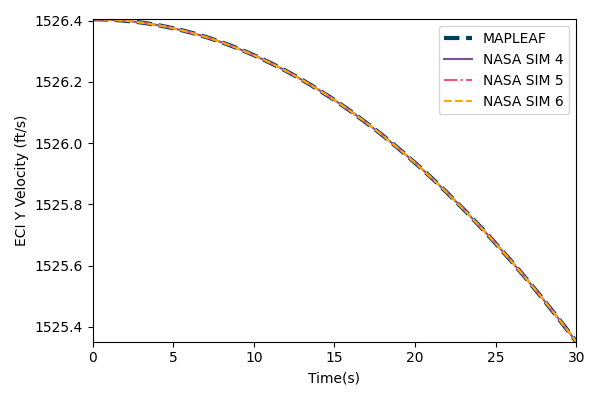 1526.4
1526.2
1526.0
1525.8
1525.6
1525.4
ECI Y Velocity (ft/s)
MAPLEAF
NASA SIM 4
NASA SIM 5
NASA SIM 6
0 5 10 15 20 25 30
Time(s)